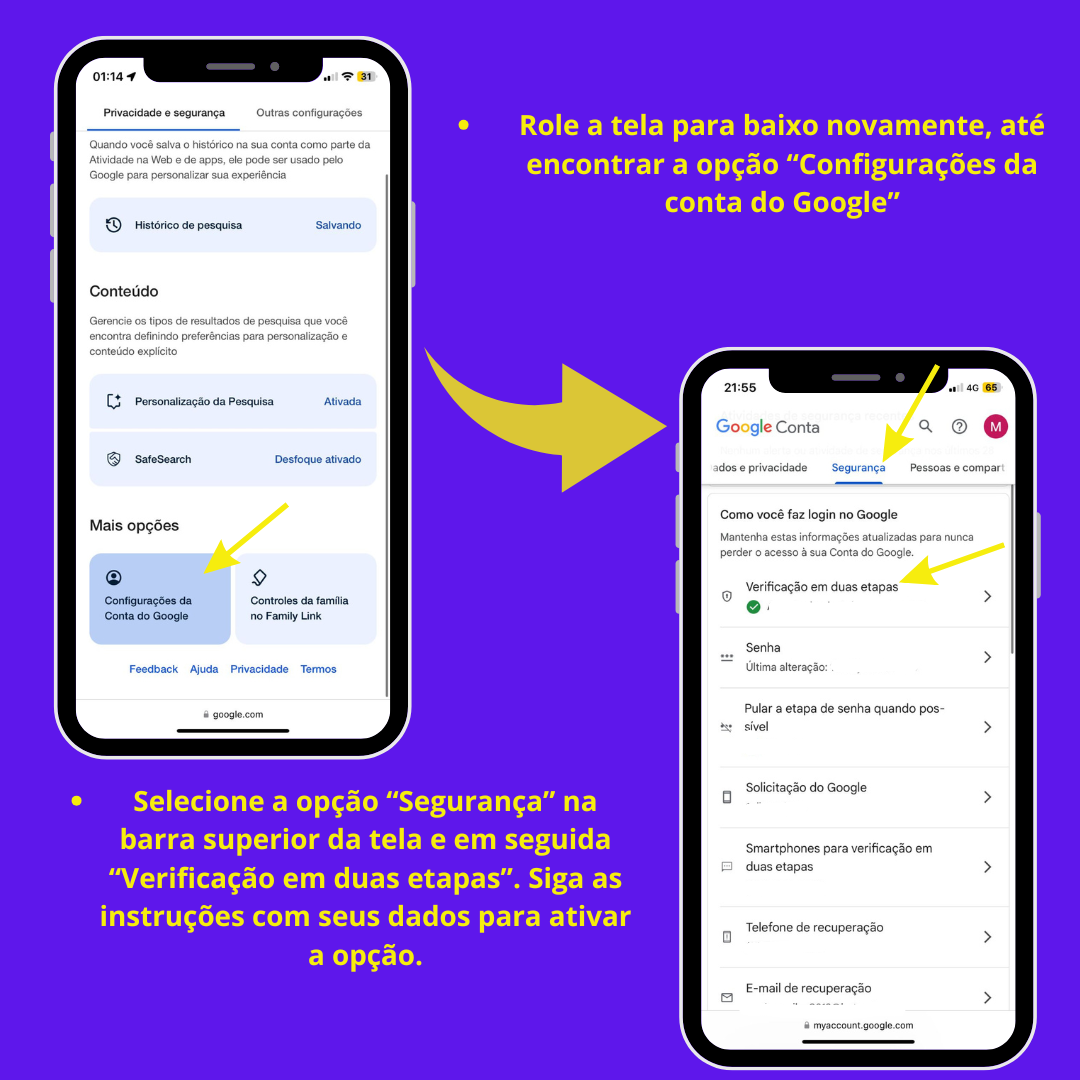 01:14
31
Privacidade e segurança
Outras configurações
Quando você salva o histórico na sua conta como parte da
Atividade na Web e de apps, ele pode ser usado pelo
Google para personalizar sua experiência
Histórico de pesquisa
Salvando
Conteúdo
Gerencie os tipos de resultados de pesquisa que você
encontra definindo preferências para personalização e
conteúdo explícito
Personalização da Pesquisa
Ativada
SafeSearch
Desfoque ativado
Mais opções
Configurações da
Conta do Google
Controles da família
no Family Link
Feedback Ajuda Privacidade Termos
google.com
• Role a tela para baixo novamente, até
encontrar a opção “Configurações da
conta do Google”
• Selecione a opção “Segurança” na
barra superior da tela e em seguida
“Verificação em duas etapas”. Siga as
instruções com seus dados para ativar
a opção.
21:55
4G 65
Google Conta
M
ados e privacidade
Segurança
Pessoas e compart
Como você faz login no Google
Mantenha estas informações atualizadas para nunca
perder o acesso à sua Conta do Google.
Verificação em duas etapas
Senha
Última alteração:
Pular a etapa de senha quando pos-
sível
Solicitação do Google
Smartphones para verificação em
duas etapas
Telefone de recuperação
E-mail de recuperação
myaccount.google.com